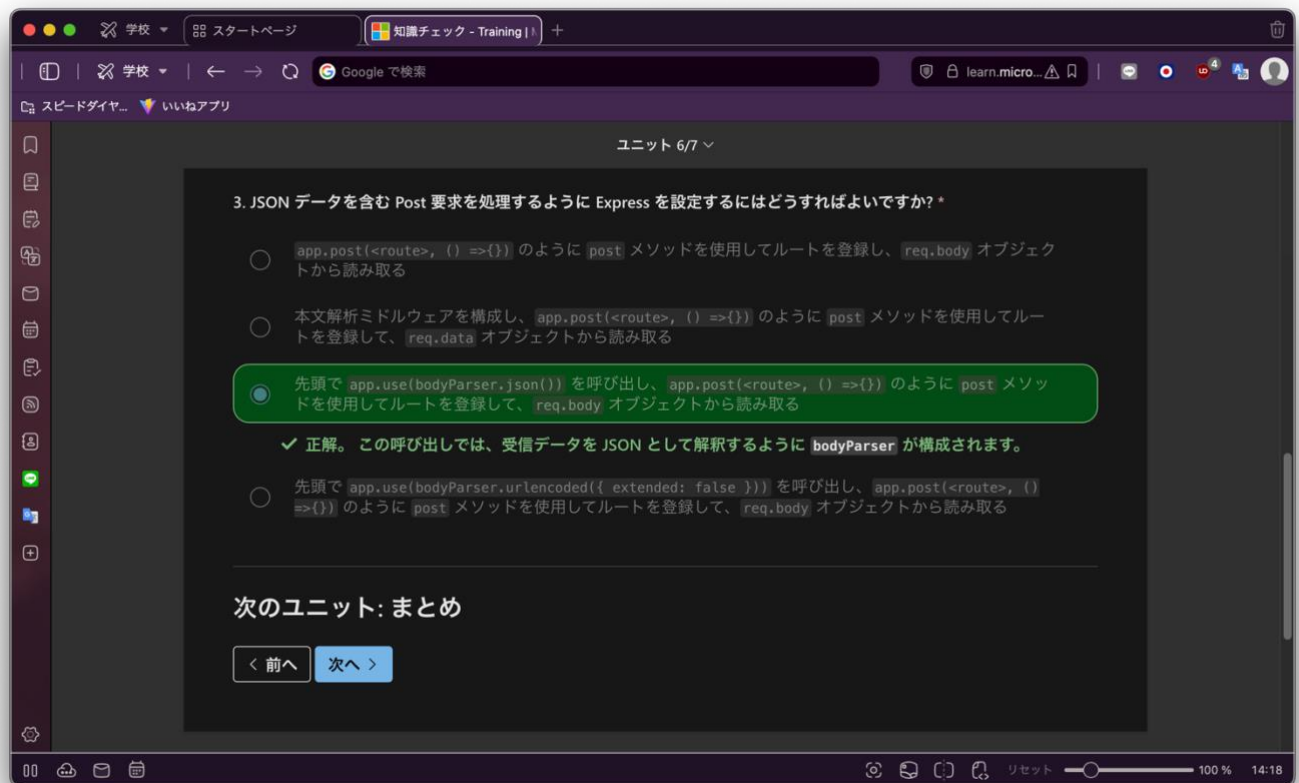 学校
スタートページ
知識チェック - Training |
学校
Google で検索
learn.micro...
4
スピードダイヤ...
いいねアプリ
ユニット 6/7
3. JSON データを含む Post 要求を処理するように Express を設定するにはどうすればよいですか? *
app.post(<route>, () =>{}) のように post メソッドを使用してルートを登録し、 req.body オブジェク
トから読み取る
本文解析ミドルウェアを構成し、 app.post(<route>, () =>{}) のように post メソッドを使用してルー
トを登録して、 req.data オブジェクトから読み取る
先頭で app.use(bodyParser.json()) を呼び出し、 app.post(<route>, () =>{}) のように post メソッ
ドを使用してルートを登録して、 req.body オブジェクトから読み取る
正解。 この呼び出しでは、受信データを JSON として解釈するように bodyParser が構成されます。
先頭で app.use(bodyParser.urlencoded({ extended: false })) を呼び出し、 app.post(<route>, ()
=>{}) のように post メソッドを使用してルートを登録して、 req.body オブジェクトから読み取る
次のユニット: まとめ
前へ
次へ
リセット
100 %
14:18